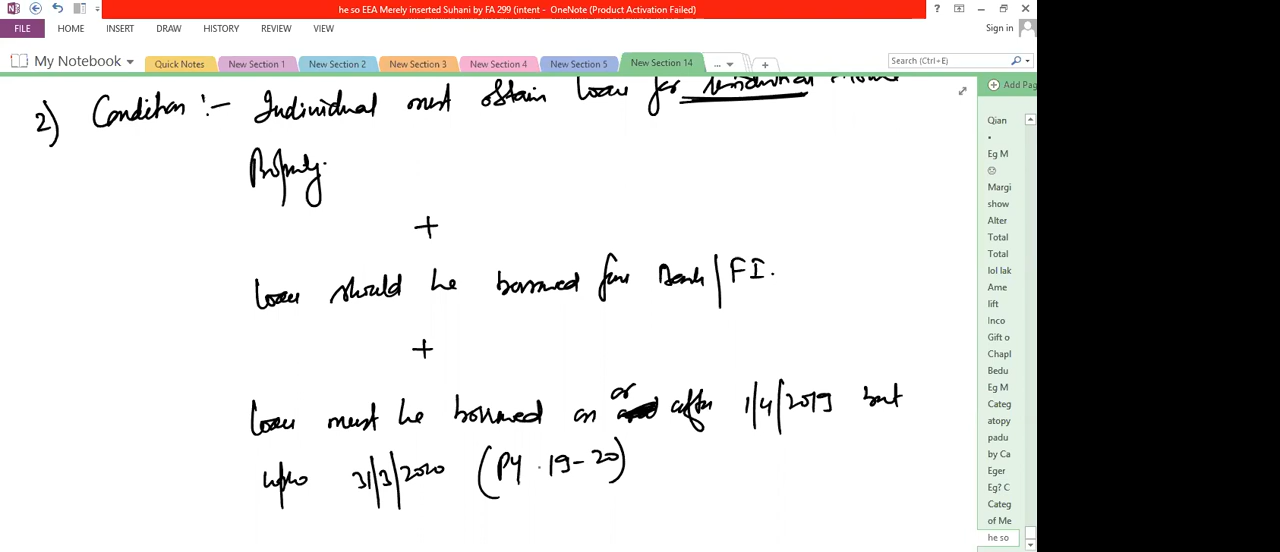 he so EEA Merely inserted Suhani by FA 299 (intent - OneNote (Product Activation Failed)
Sign in
FILE HOME INSERT DRAW HISTORY REVIEW VIEW
My Notebook Quick Notes New Section 1 New Section 2 New Section 3 New Section 4 New Section 5 New Section 14 ... + Search (Ctrl+E)
2) Condition :- Individual must obtain loan for residential House
Property.
+
loan should be borrowed from Bank | FI.
+
loan must be borrowed on or after 1/4/2019 but
upto 31/3/2020 (PY 19-20)
Add Pag
Qian
•
Eg M
☺
Margi
show
Alter
Total
Total
lol lak
Ame
lift
Inco
Gift o
Chapl
Bedu
Eg M
Categ
atopy
padu
by Ca
Eger
Eg? C
Categ
of Me
he so